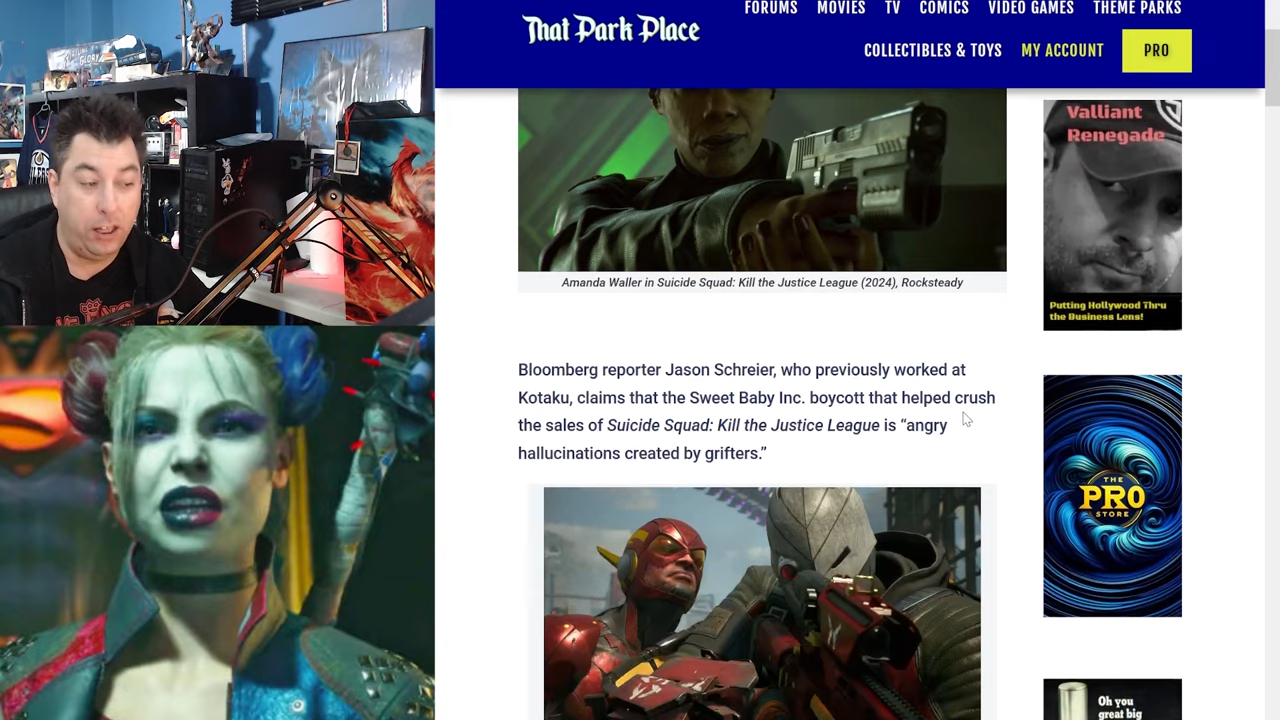 FORUMS MOVIES TV COMICS VIDEO GAMES THEME PARKS
That Park Place
COLLECTIBLES & TOYS MY ACCOUNT PRO
Valliant
Renegade
Amanda Waller in Suicide Squad: Kill the Justice League (2024), Rocksteady
Putting Hollywood Thru
the Business Lens!
Bloomberg reporter Jason Schreier, who previously worked at
Kotaku, claims that the Sweet Baby Inc. boycott that helped crush
the sales of Suicide Squad: Kill the Justice League is “angry
hallucinations created by grifters.”
THE
PRO
STORE
Oh you
great big